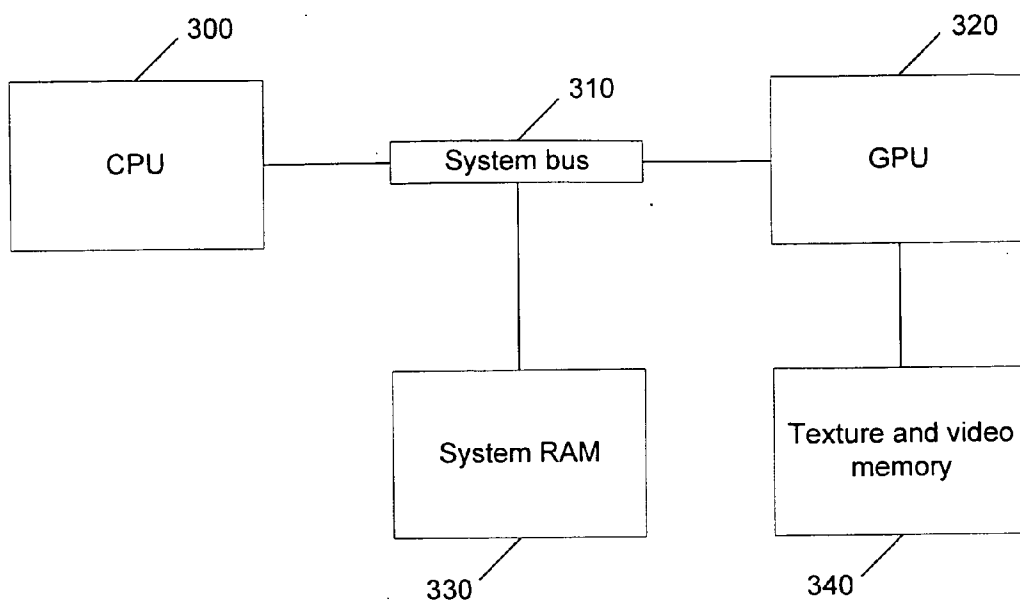 300
320
310
CPU
System bus
GPU
System RAM
Texture and video
memory
330
340